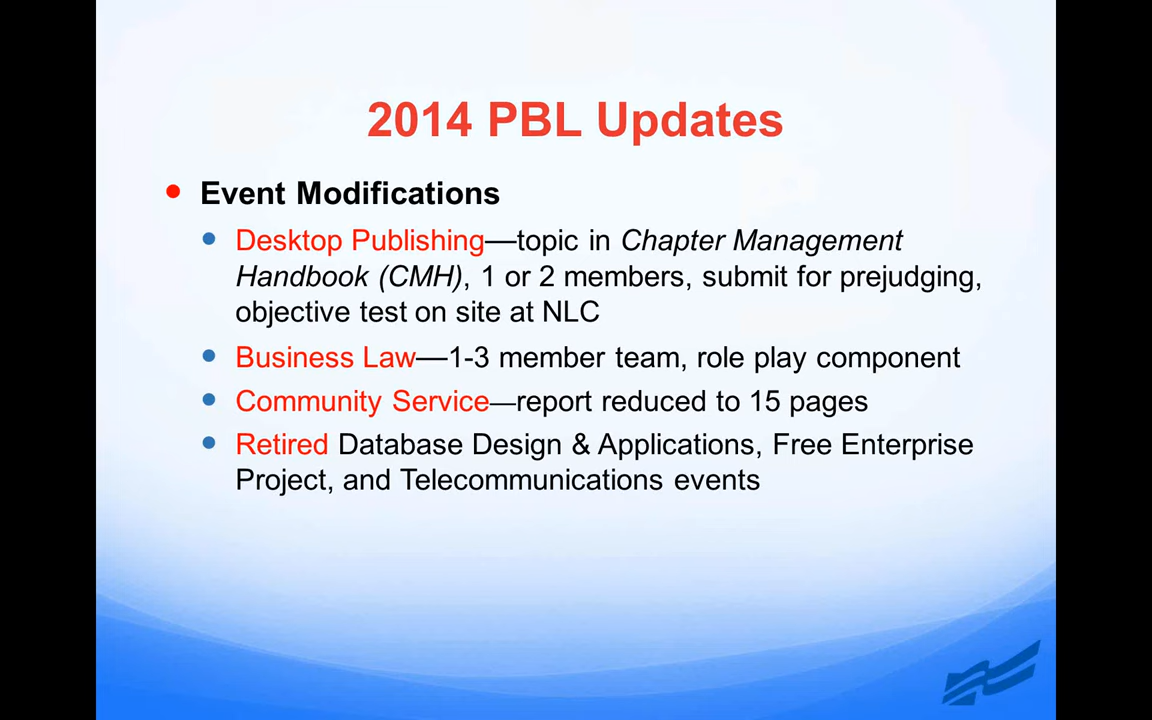 2014 PBL Updates
Event Modifications
Desktop Publishing—topic in Chapter Management
Handbook (CMH), 1 or 2 members, submit for prejudging,
objective test on site at NLC
Business Law—1-3 member team, role play component
Community Service—report reduced to 15 pages
Retired Database Design & Applications, Free Enterprise
Project, and Telecommunications events